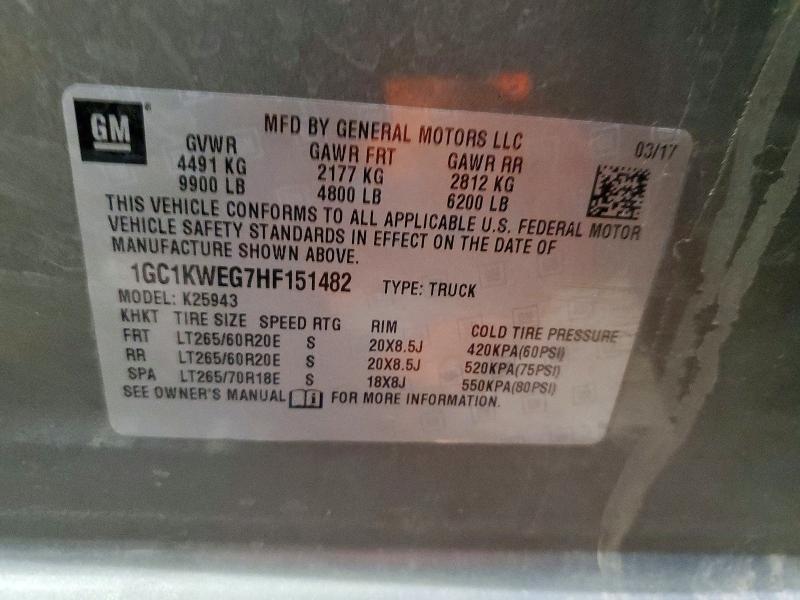 GM
MFD BY GENERAL MOTORS LLC
03/17
GVWR GAWR FRT GAWR RR
4491 KG 2177 KG 2812 KG
9900 LB 4800 LB 6200 LB
THIS VEHICLE CONFORMS TO ALL APPLICABLE U.S. FEDERAL MOTOR
VEHICLE SAFETY STANDARDS IN EFFECT ON THE DATE OF
MANUFACTURE SHOWN ABOVE.
1GC1KWEG7HF151482 TYPE: TRUCK
MODEL: K25943
KHKT TIRE SIZE SPEED RTG RIM COLD TIRE PRESSURE
FRT LT265/60R20E S 20X8.5J 420KPA(60PSI)
RR LT265/60R20E S 20X8.5J 520KPA(75PSI)
SPA LT265/70R18E S 18X8J 550KPA(80PSI)
SEE OWNER'S MANUAL FOR MORE INFORMATION.